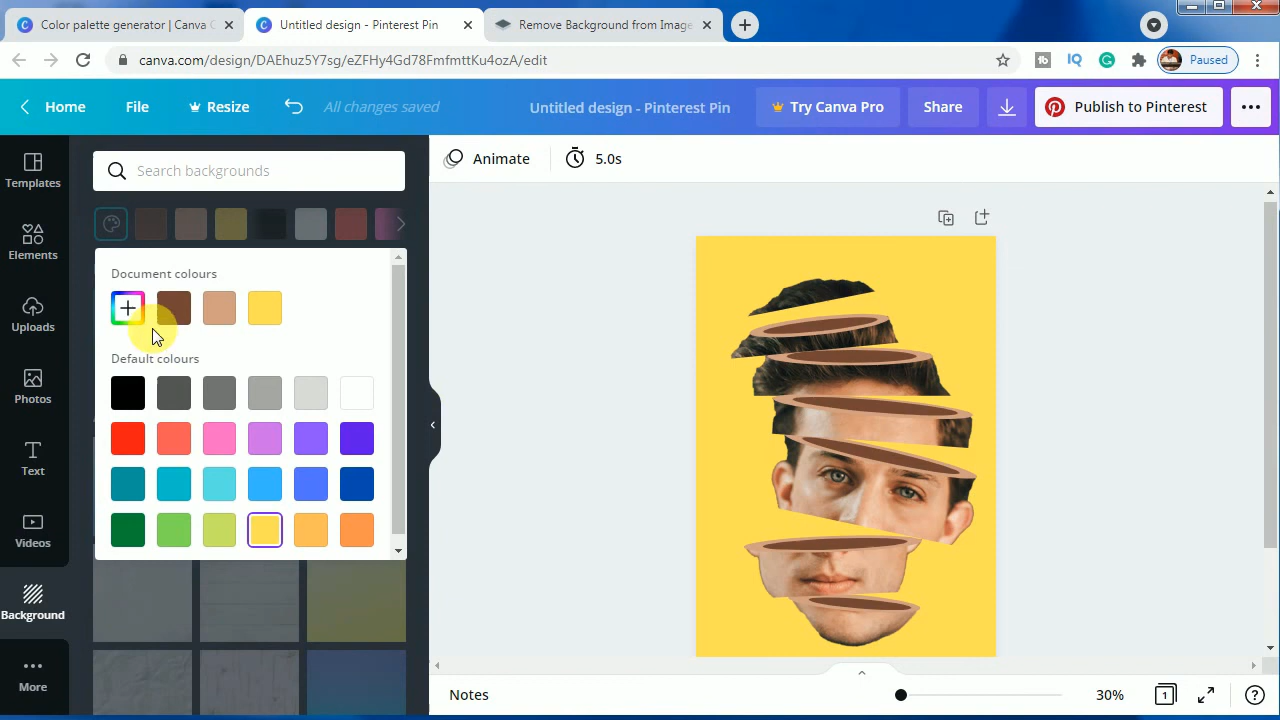 Color palette generator | Canva C
Untitled design - Pinterest Pin
Remove Background from Image
canva.com/design/DAEhuz5Y7sg/eZFHy4Gd78FmfmtKu4ozA/edit
Paused
Home
File
Resize
All changes saved
Untitled design - Pinterest Pin
Try Canva Pro
Share
Publish to Pinterest
Templates
Elements
Uploads
Photos
Text
Videos
Background
More
Search backgrounds
Document colours
Default colours
Animate
5.0s
Notes
30%
1